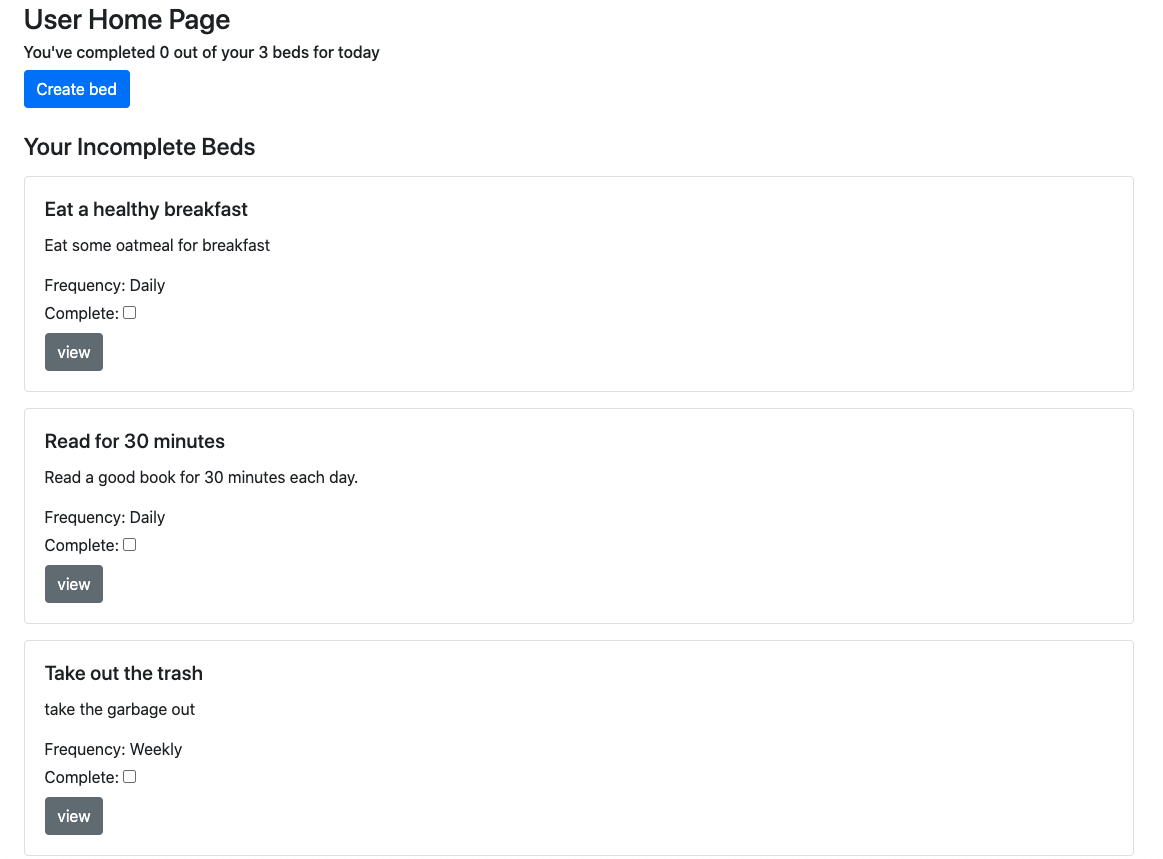 User Home Page
You've completed 0 out of your 3 beds for today
Create bed
Your Incomplete Beds
Eat a healthy breakfast
Eat some oatmeal for breakfast
Frequency: Daily
Complete:
view
Read for 30 minutes
Read a good book for 30 minutes each day.
Frequency: Daily
Complete:
view
Take out the trash
take the garbage out
Frequency: Weekly
Complete:
view